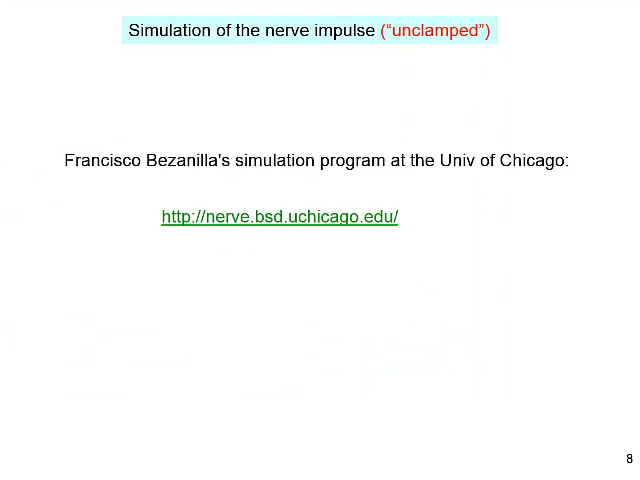 Simulation of the nerve impulse (“unclamped”)
Francisco Bezanilla's simulation program at the Univ of Chicago:
http://nerve.bsd.uchicago.edu/
8